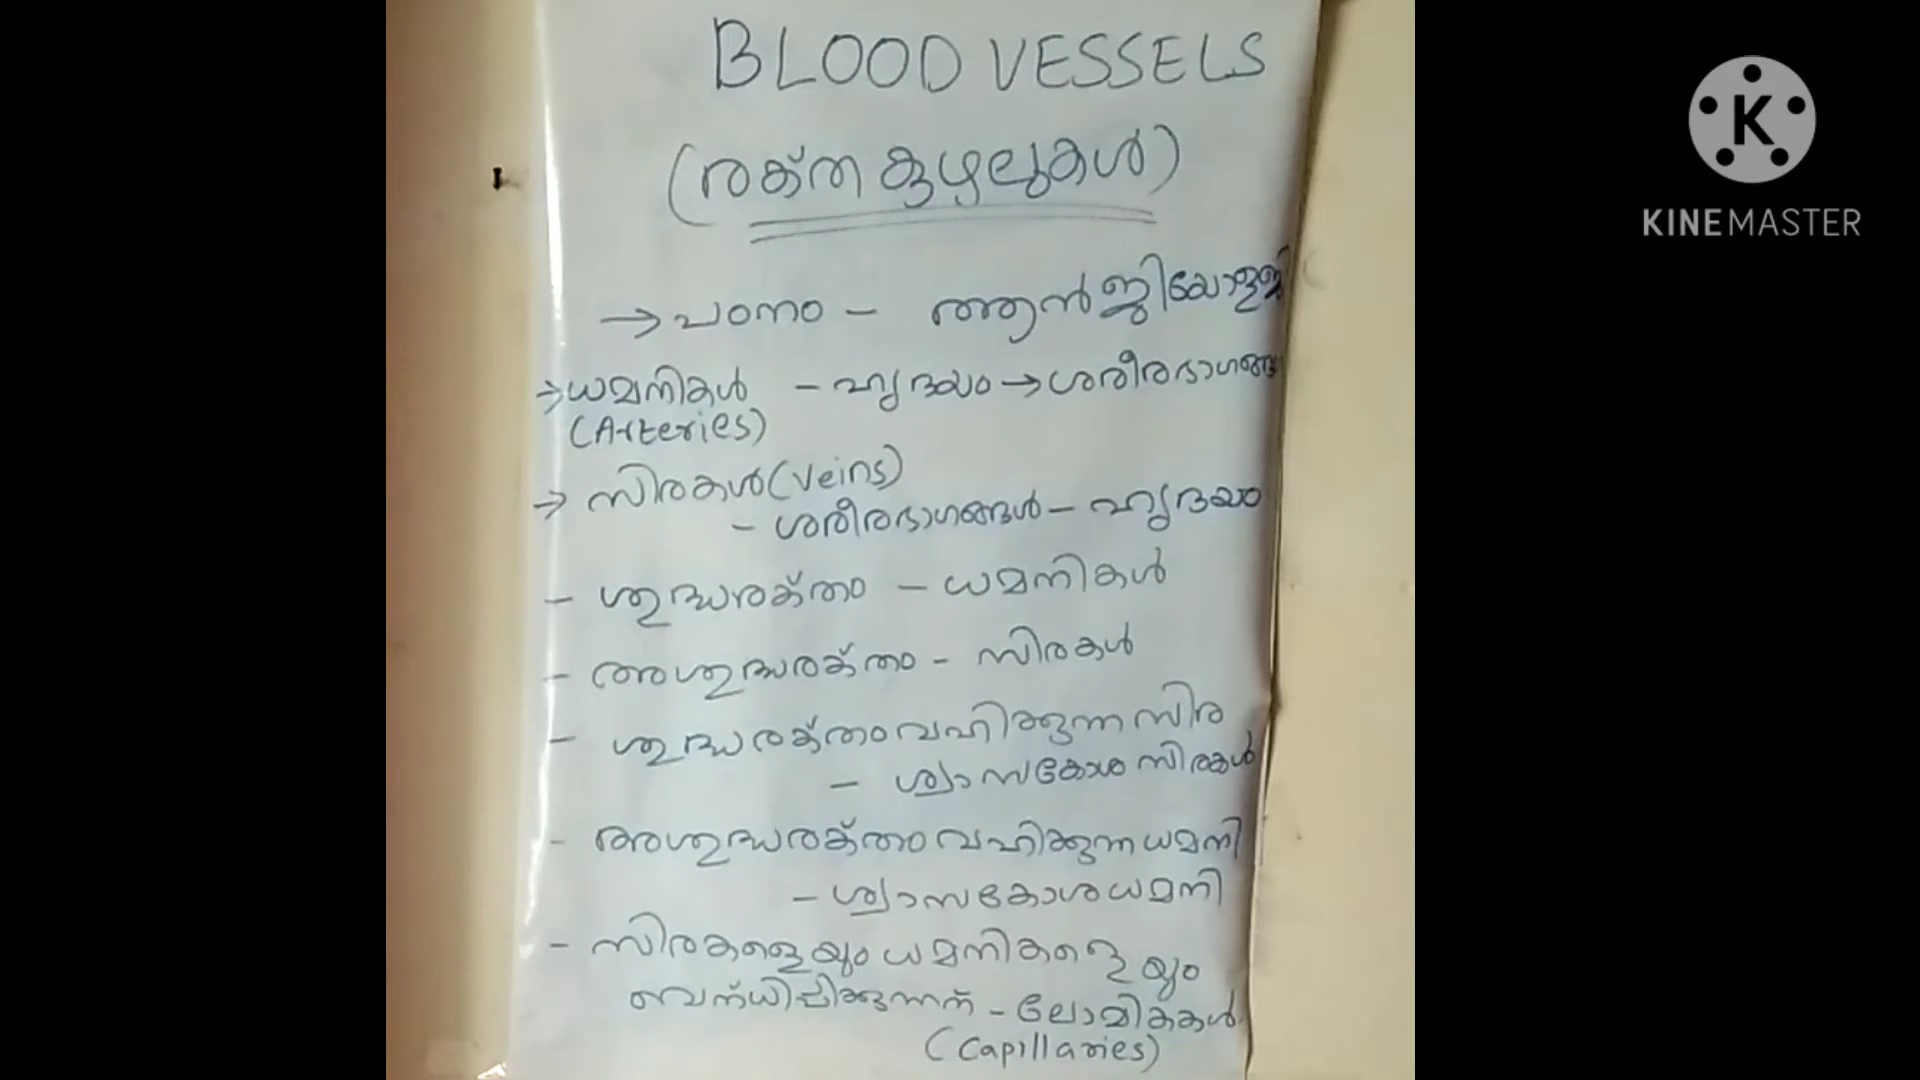 BLOOD VESSELS
(രക്ത കുഴലുകൾ)
→ പഠനം - ആൻജിയോളജി
→ ധമനികൾ - ഹൃദയം → ശരീരഭാഗങ്ങ
(Arteries)
→ സിരകൾ (Veins)
- ശരീരഭാഗങ്ങൾ - ഹൃദയം
- ശുദ്ധരക്തം - ധമനികൾ
- അശുദ്ധരക്തം - സിരകൾ
- ശുദ്ധരക്തം വഹിക്കുന്ന സിര
- ശ്വാസകോശ സിരകൾ
- അശുദ്ധരക്തം വഹിക്കുന്ന ധമനി
- ശ്വാസകോശധമനി
- സിരകളെയും ധമനികളെയും
ബന്ധിപ്പിക്കുന്നത് - ലോമികകൾ
(Capillaries)
K
KINEMASTER